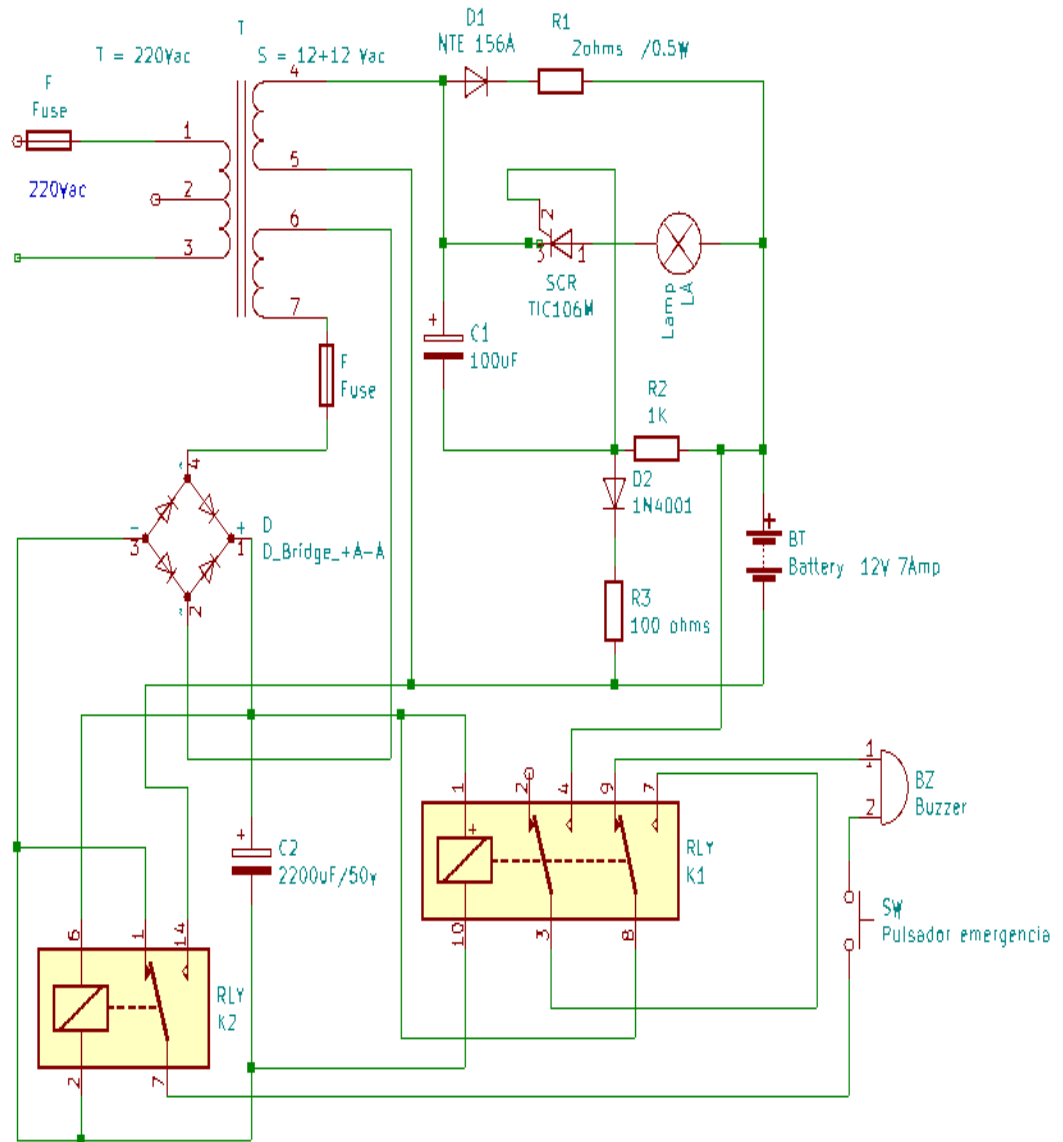 T
D1
NTE 156A
R1
2ohms /0.5W
T = 220Vac
S = 12+12 Vac
F
Fuse
220Vac
1
2
3
4
5
6
7
2
3
1
SCR
TIC106M
Lamp
LA
+
C1
100uF
F
Fuse
R2
1K
D2
1N4001
+
BT
Battery 12V 7Amp
R3
100 ohms
4
-
3
+
1
2
D
D_Bridge_+A-A
1
2
4
9
7
+
10
3
8
RLY
K1
1
2
BZ
Buzzer
SW
Pulsador emergencia
+
C2
2200uF/50v
6
1
14
2
7
RLY
K2